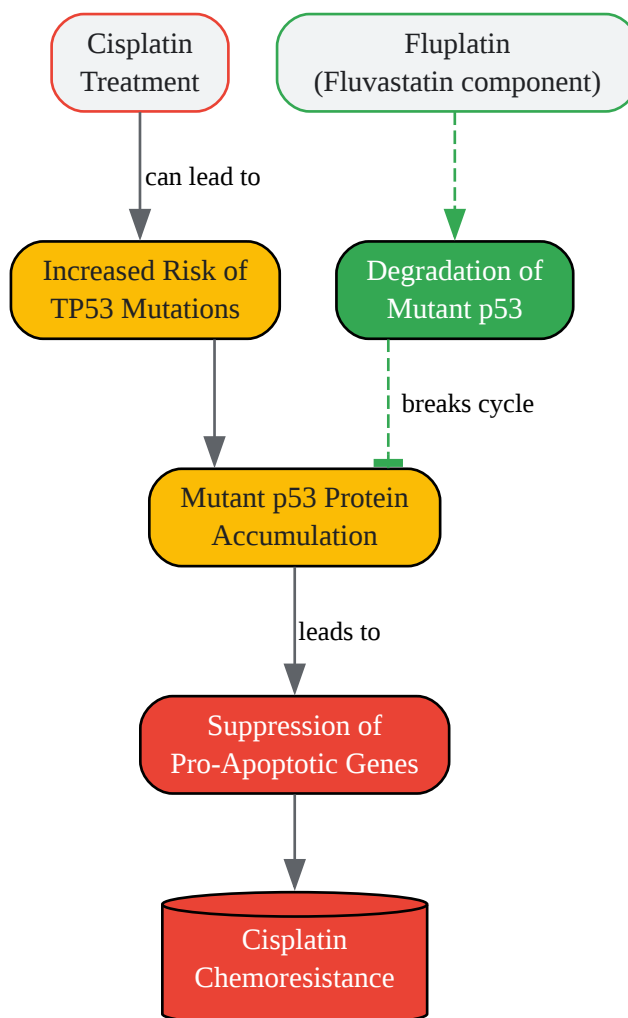 Cisplatin
Treatment
Fluplatin
(Fluvastatin component)
can lead to
Increased Risk of
TP53 Mutations
Degradation of
Mutant p53
breaks cycle
Mutant p53 Protein
Accumulation
leads to
Suppression of
Pro-Apoptotic Genes
Cisplatin
Chemoresistance